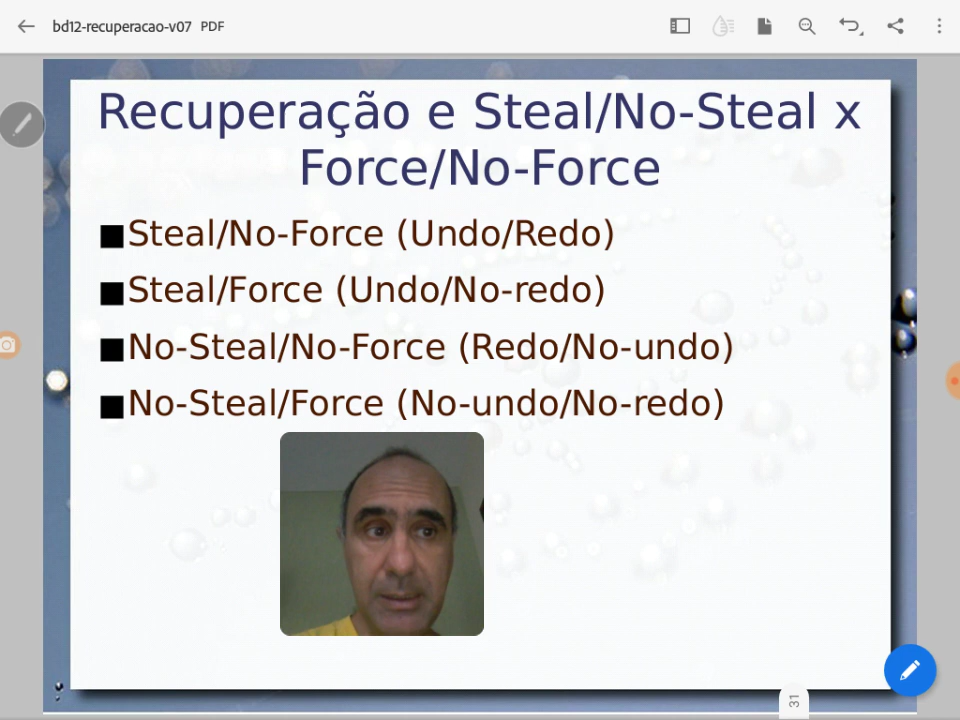 bd12-recuperacao-v07 PDF
Recuperação e Steal/No-Steal x
Force/No-Force
Steal/No-Force (Undo/Redo)
Steal/Force (Undo/No-redo)
No-Steal/No-Force (Redo/No-undo)
No-Steal/Force (No-undo/No-redo)
31